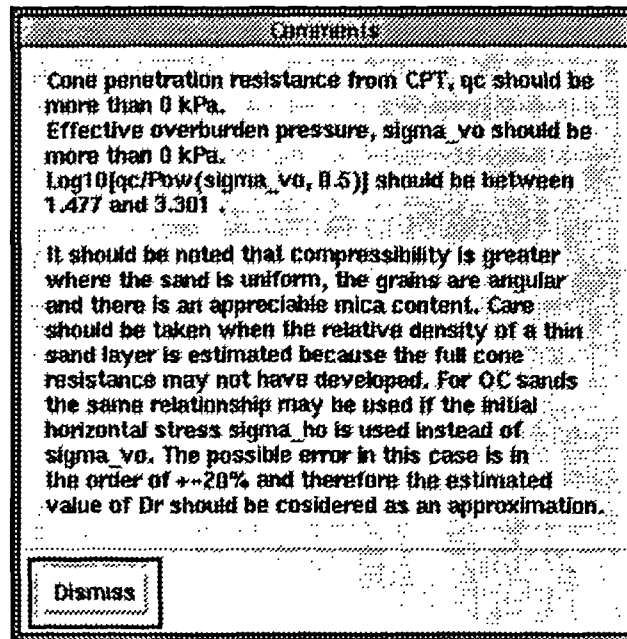 Comments
Cone penetration resistance from CPT, qc should be
more than 0 kPa.
Effective overburden pressure, sigma_vo should be
more than 0 kPa.
Log10[qc/Pow(sigma_vo, 0.5)] should be between
1.477 and 3.301 .
It should be noted that compressibility is greater
where the sand is uniform, the grains are angular
and there is an appreciable mica content. Care
should be taken when the relative density of a thin
sand layer is estimated because the full cone
resistance may not have developed. For OC sands
the same relationship may be used if the initial
horizontal stress sigma_ho is used instead of
sigma_vo. The possible error in this case is in
the order of +-20% and therefore the estimated
value of Dr should be cosidered as an approximation.
Dismiss